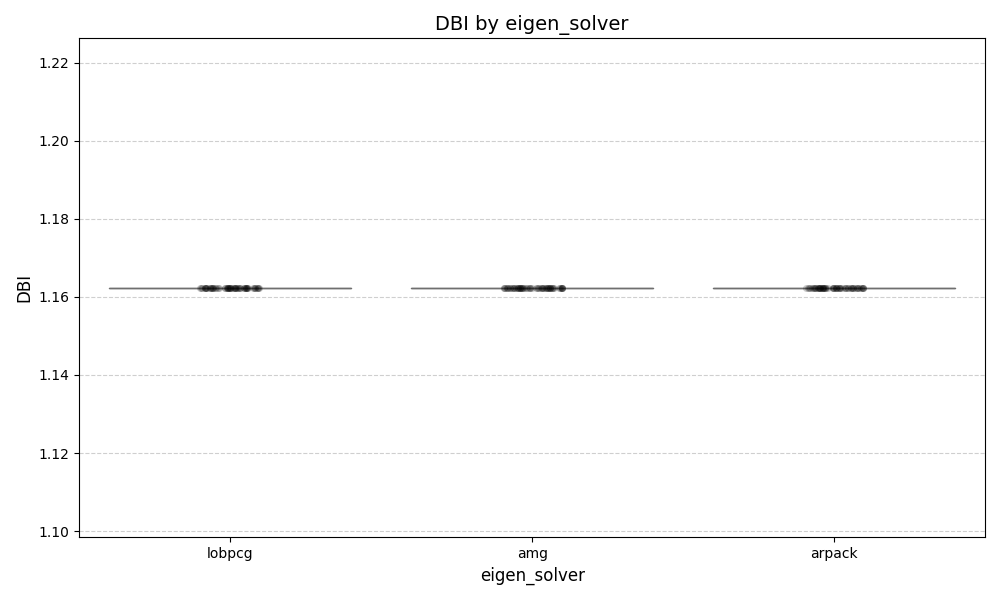 DBI by eigen_solver
DBI
1.22
1.20
1.18
1.16
1.14
1.12
1.10
lobpcg
amg
arpack
eigen_solver